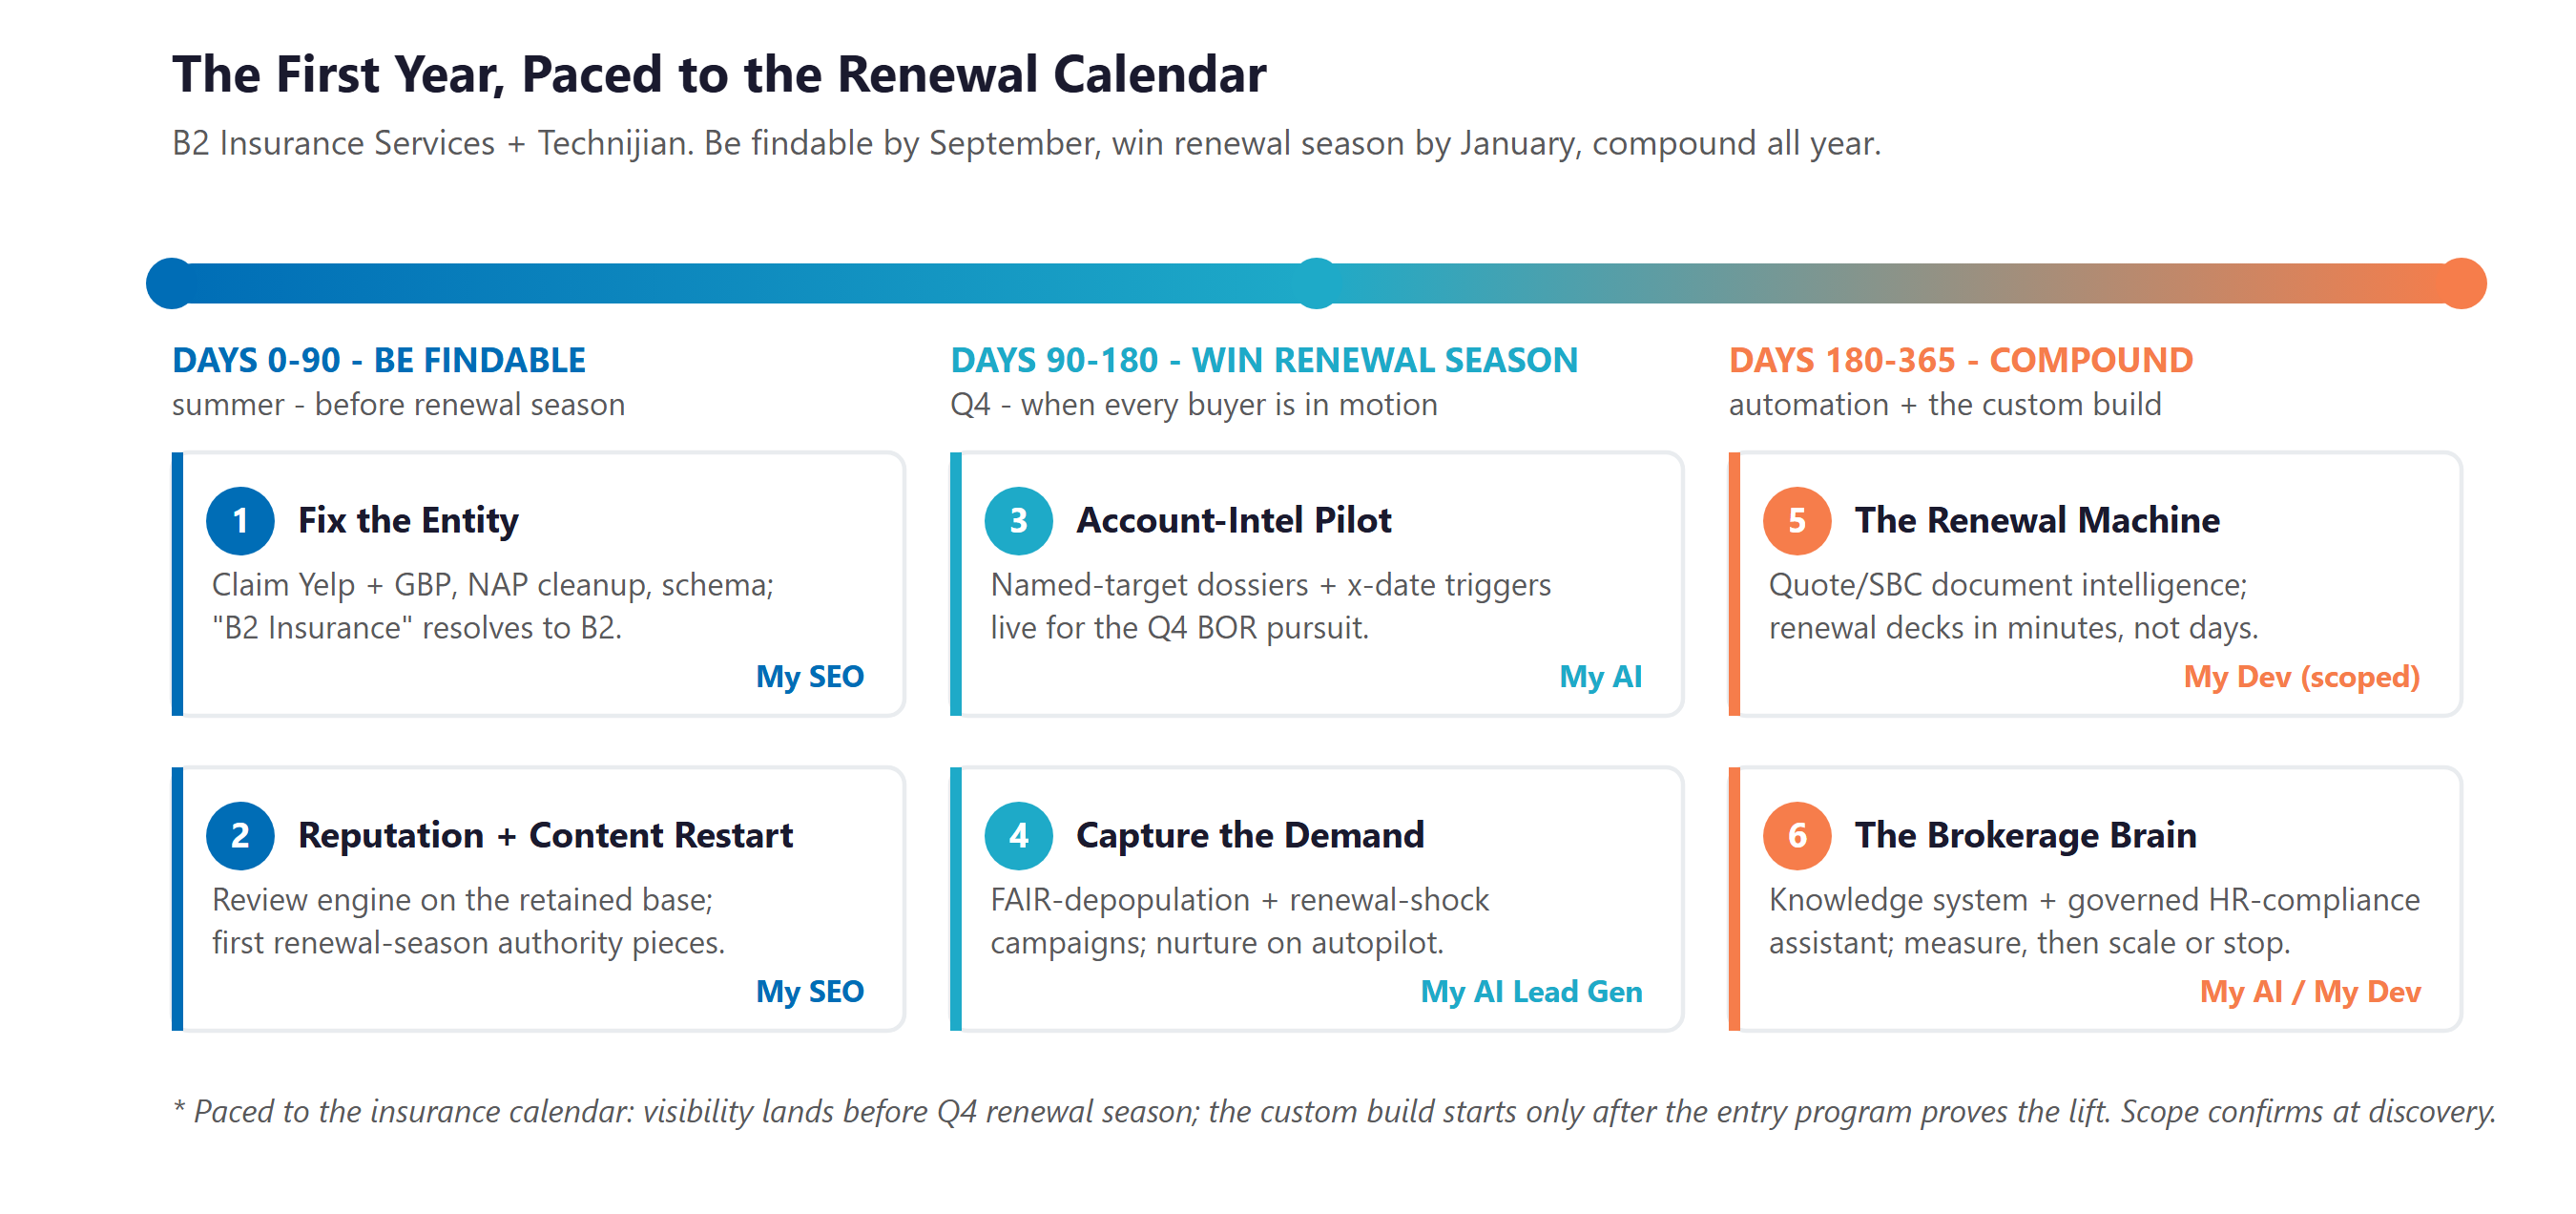 The First Year, Paced to the Renewal Calendar
B2 Insurance Services + Technijian. Be findable by September, win renewal season by January, compound all year.
DAYS 0-90 - BE FINDABLE
summer - before renewal season
1
Fix the Entity
Claim Yelp + GBP, NAP cleanup, schema;
"B2 Insurance" resolves to B2.
My SEO
2
Reputation + Content Restart
Review engine on the retained base;
first renewal-season authority pieces.
My SEO
DAYS 90-180 - WIN RENEWAL SEASON
Q4 - when every buyer is in motion
3
Account-Intel Pilot
Named-target dossiers + x-date triggers
live for the Q4 BOR pursuit.
My AI
4
Capture the Demand
FAIR-depopulation + renewal-shock
campaigns; nurture on autopilot.
My AI Lead Gen
DAYS 180-365 - COMPOUND
automation + the custom build
5
The Renewal Machine
Quote/SBC document intelligence;
renewal decks in minutes, not days.
My Dev (scoped)
6
The Brokerage Brain
Knowledge system + governed HR-compliance
assistant; measure, then scale or stop.
My AI / My Dev
* Paced to the insurance calendar: visibility lands before Q4 renewal season; the custom build starts only after the entry program proves the lift. Scope confirms at discovery.